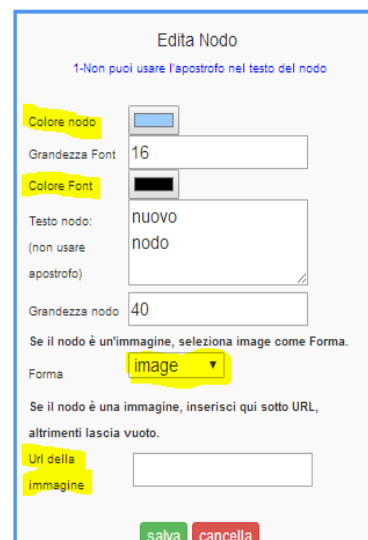 Edita Nodo
1-Non puoi usare l'apostrofo nel testo del nodo
Colore nodo
Grandezza Font 16
Colore Font
Testo nodo:
(non usare
apostrofo)
nuovo
nodo
Grandezza nodo 40
Se il nodo è un'immagine, seleziona image come Forma.
Forma image
Se il nodo è una immagine, inserisci qui sotto URL,
altrimenti lascia vuoto.
Url della
immagine
salva cancella